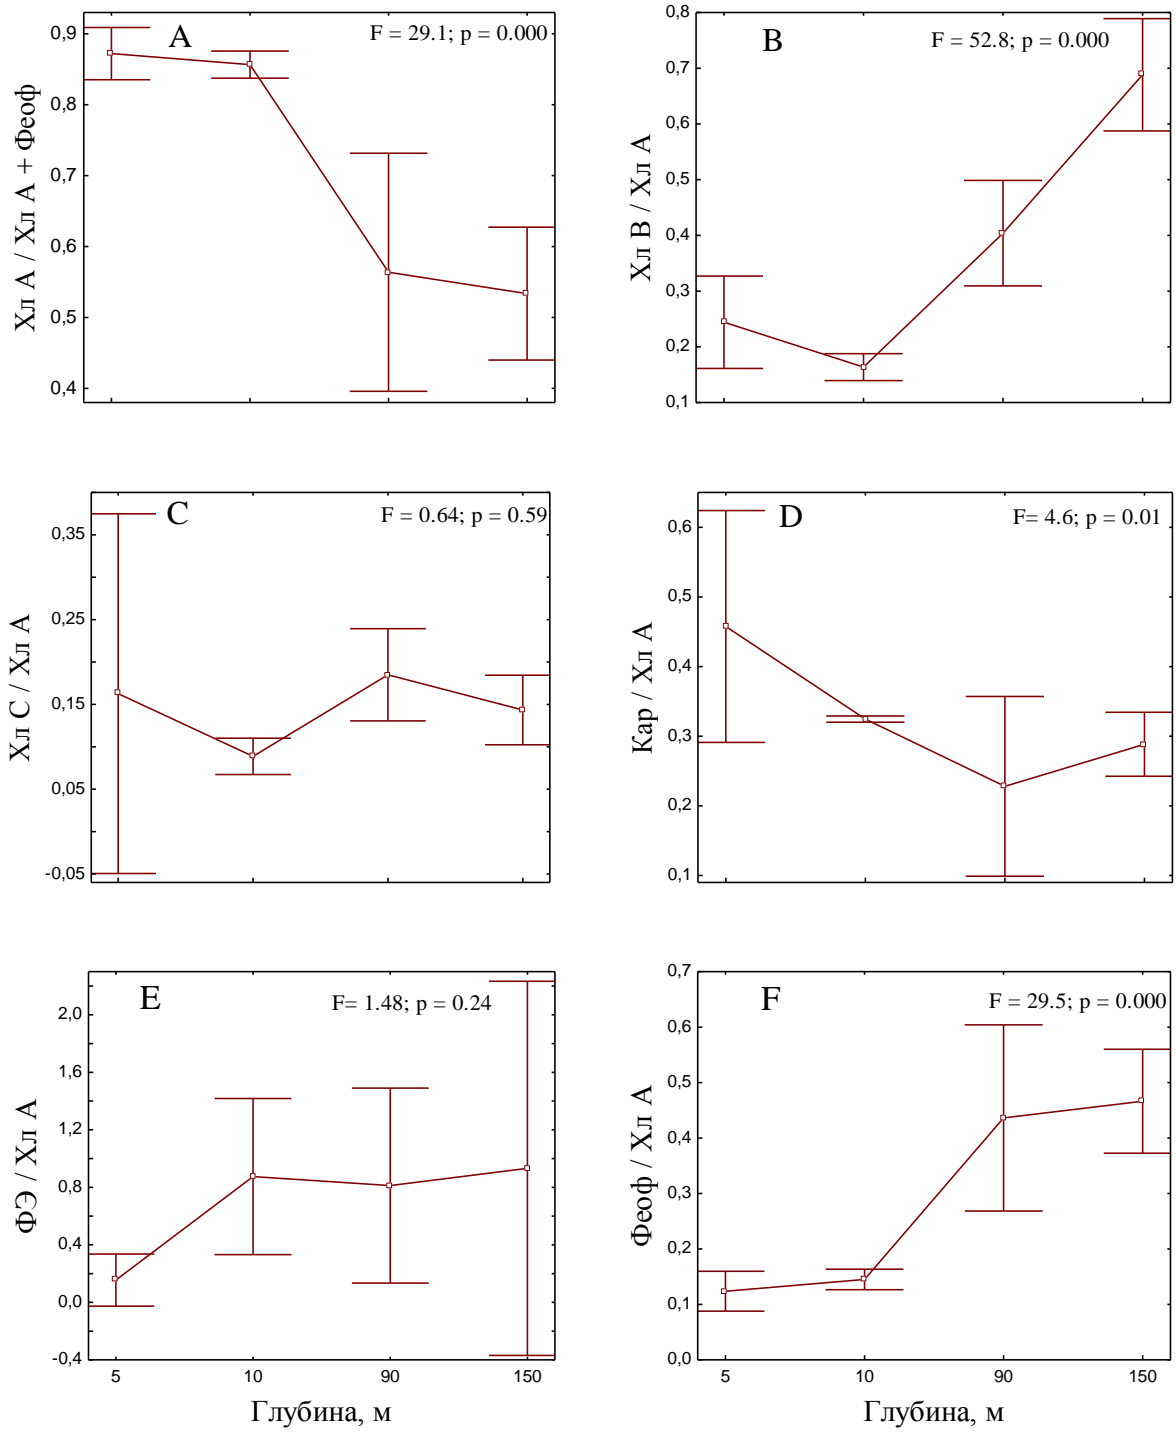 A
F = 29.1; p = 0.000
0,9
0,8
0,7
0,6
0,5
0,4
Хл А / Хл А + Феоф
B
F = 52.8; p = 0.000
0,8
0,7
0,6
0,5
0,4
0,3
0,2
0,1
Хл В / Хл А
C
F = 0.64; p = 0.59
0,35
0,25
0,15
0,05
-0,05
Хл С / Хл А
D
F= 4.6; p = 0.01
0,6
0,5
0,4
0,3
0,2
0,1
Кар / Хл А
E
F= 1.48; p = 0.24
2,0
1,6
1,2
0,8
0,4
0,0
-0,4
ФЭ / Хл А
5 10 90 150
Глубина, м
F
F = 29.5; p = 0.000
0,7
0,6
0,5
0,4
0,3
0,2
0,1
0,0
Феоф / Хл А
5 10 90 150
Глубина, м